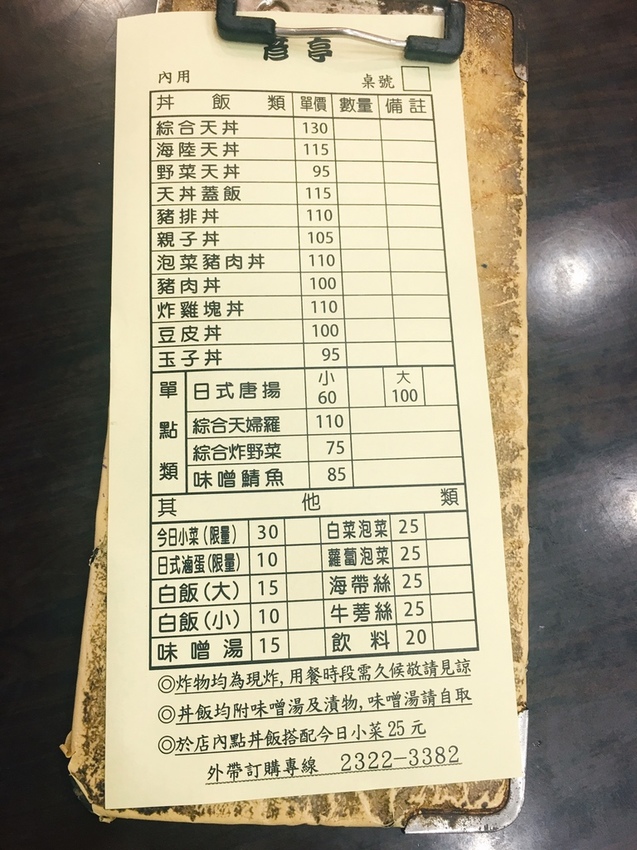 彥亭
內用 桌號
丼飯類 單價 數量 備註
綜合天丼 130
海陸天丼 115
野菜天丼 95
天丼蓋飯 115
豬排丼 110
親子丼 105
泡菜豬肉丼 110
豬肉丼 100
炸雞塊丼 110
豆皮丼 100
玉子丼 95
單點類
日式唐揚 小 60 大 100
綜合天婦羅 110
綜合炸野菜 75
味噌鯖魚 85
其他類
今日小菜(限量) 30 白菜泡菜 25
日式滷蛋(限量) 10 蘿蔔泡菜 25
白飯(大) 15 海帶絲 25
白飯(小) 10 牛蒡絲 25
味噌湯 15 飲料 20
◎炸物均為現炸,用餐時段需久候敬請見諒
◎丼飯均附味噌湯及漬物,味噌湯請自取
◎於店內點丼飯搭配今日小菜25元
外帶訂購專線 2322-3382